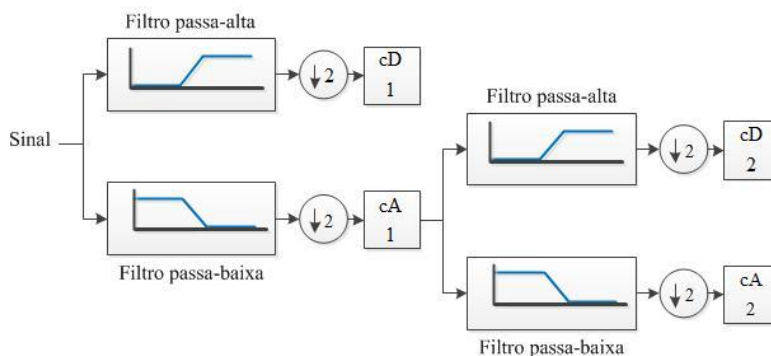 Filtro passa-alta
↓2
cD
1
Sinal
Filtro passa-baixa
↓2
cA
1
Filtro passa-alta
↓2
cD
2
↓2
cA
2
Filtro passa-baixa